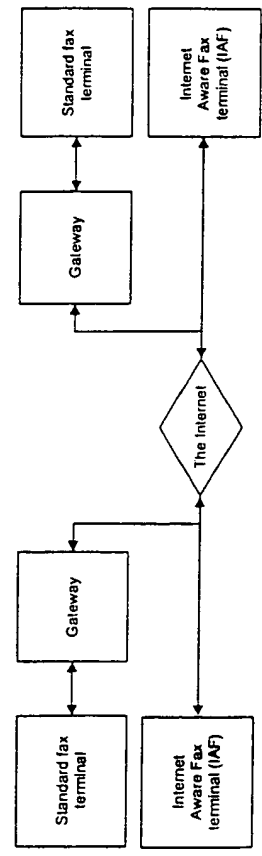 Standard fax
terminal
Gateway
Internet
Aware Fax
terminal (IAF)
The Internet
Gateway
Standard fax
terminal
Internet
Aware Fax
terminal (IAF)